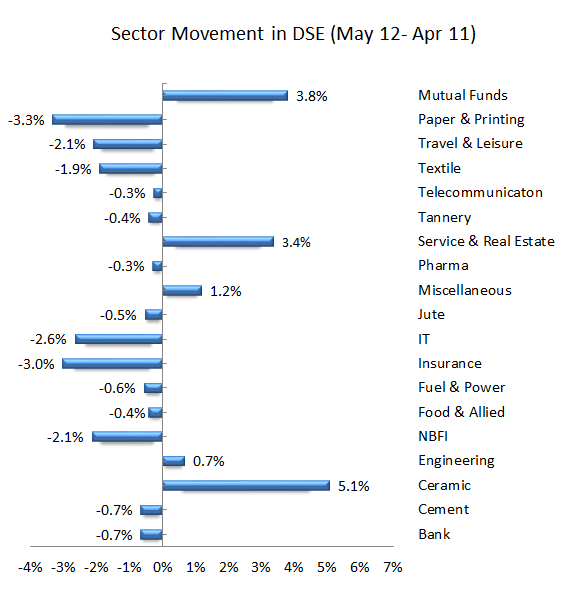 Sector Movement in DSE (May 12- Apr 11)
3.8% Mutual Funds
-3.3% Paper & Printing
-2.1% Travel & Leisure
-1.9% Textile
-0.3% Telecommunicaton
-0.4% Tannery
3.4% Service & Real Estate
-0.3% Pharma
1.2% Miscellaneous
-0.5% Jute
-2.6% IT
-3.0% Insurance
-0.6% Fuel & Power
-0.4% Food & Allied
-2.1% NBFI
0.7% Engineering
5.1% Ceramic
-0.7% Cement
-0.7% Bank
-4% -3% -2% -1% 0% 1% 2% 3% 4% 5% 6% 7%